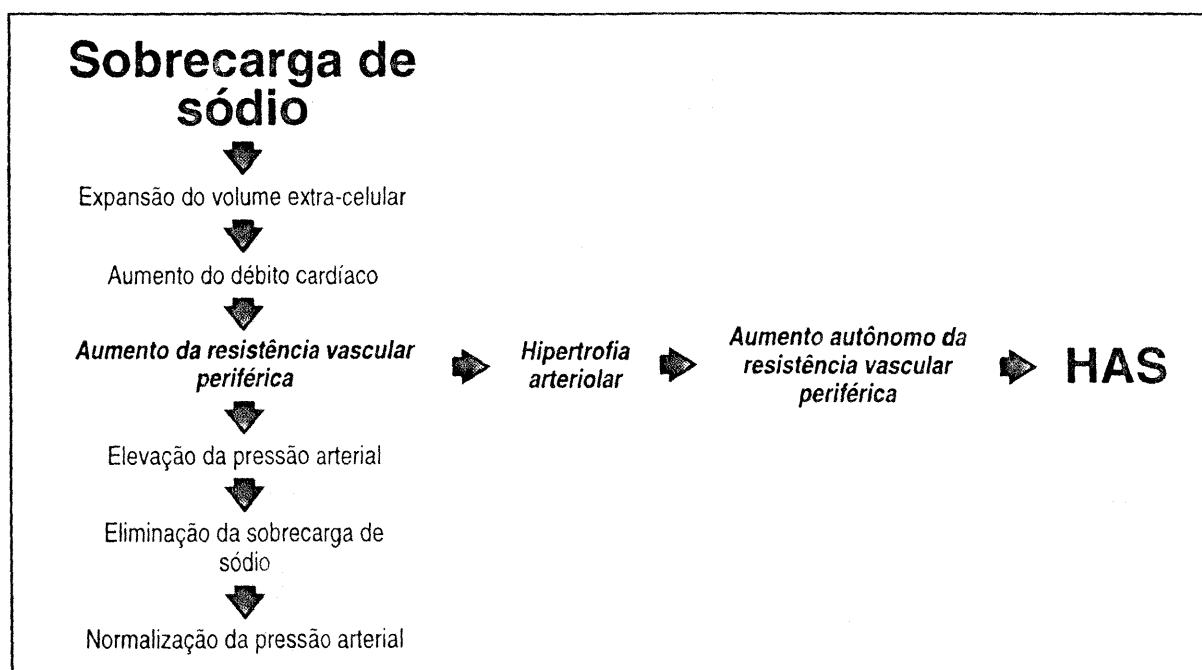 Sobrecarga de
sódio
Expansão do volume extra-celular
Aumento do débito cardíaco
Aumento da resistência vascular
periférica
Hipertrofia
arteriolar
Aumento autônomo da
resistência vascular
periférica
HAS
Elevação da pressão arterial
Eliminação da sobrecarga de
sódio
Normalização da pressão arterial